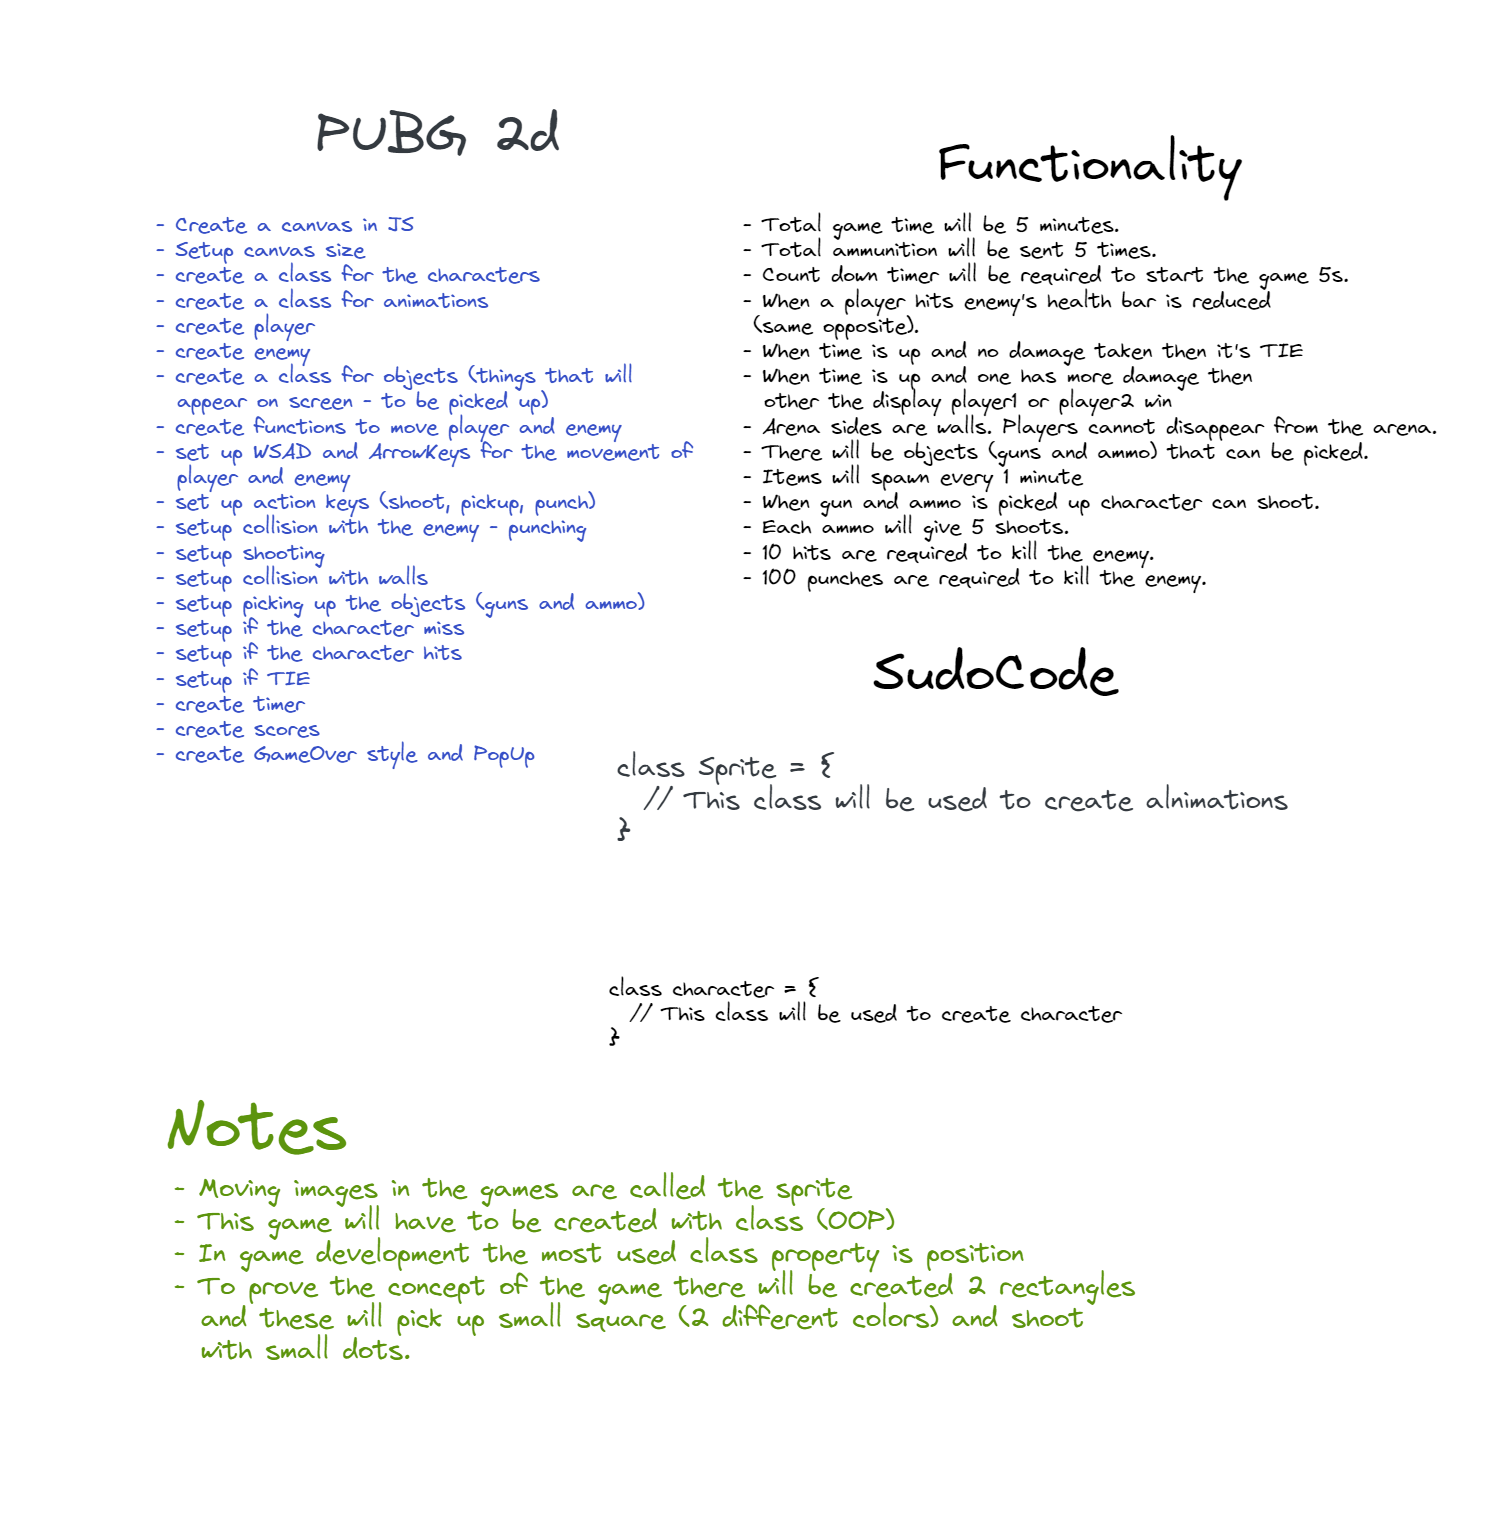 PUBG 2d
- Create a canvas in JS
- Setup canvas size
- create a class for the characters
- create a class for animations
- create player
- create enemy
- create a class for objects (things that will
appear on screen - to be picked up)
- create functions to move player and enemy
- set up WSAD and ArrowKeys for the movement of
player and enemy
- set up action keys (shoot, pickup, punch)
- setup collision with the enemy - punching
- setup shooting
- setup collision with walls
- setup picking up the objects (guns and ammo)
- setup if the character miss
- setup if the character hits
- setup if TIE
- create timer
- create scores
- create GameOver style and PopUp
Functionality
- Total game time will be 5 minutes.
- Total ammunition will be sent 5 times.
- Count down timer will be required to start the game 5s.
- When a player hits enemy's health bar is reduced
(same opposite).
- When time is up and no damage taken then it's TIE
- When time is up and one has more damage then
other the display player1 or player2 win
- Arena sides are walls. Players cannot disappear from the arena.
- There will be objects (guns and ammo) that can be picked.
- Items will spawn every 1 minute
- When gun and ammo is picked up character can shoot.
- Each ammo will give 5 shoots.
- 10 hits are required to kill the enemy.
- 100 punches are required to kill the enemy.
SudoCode
class Sprite = {
// This class will be used to create alnimations
}
class character = {
// This class will be used to create character
}
Notes
- Moving images in the games are called the sprite
- This game will have to be created with class (OOP)
- In game development the most used class property is position
- To prove the concept of the game there will be created 2 rectangles
and these will pick up small square (2 different colors) and shoot
with small dots.